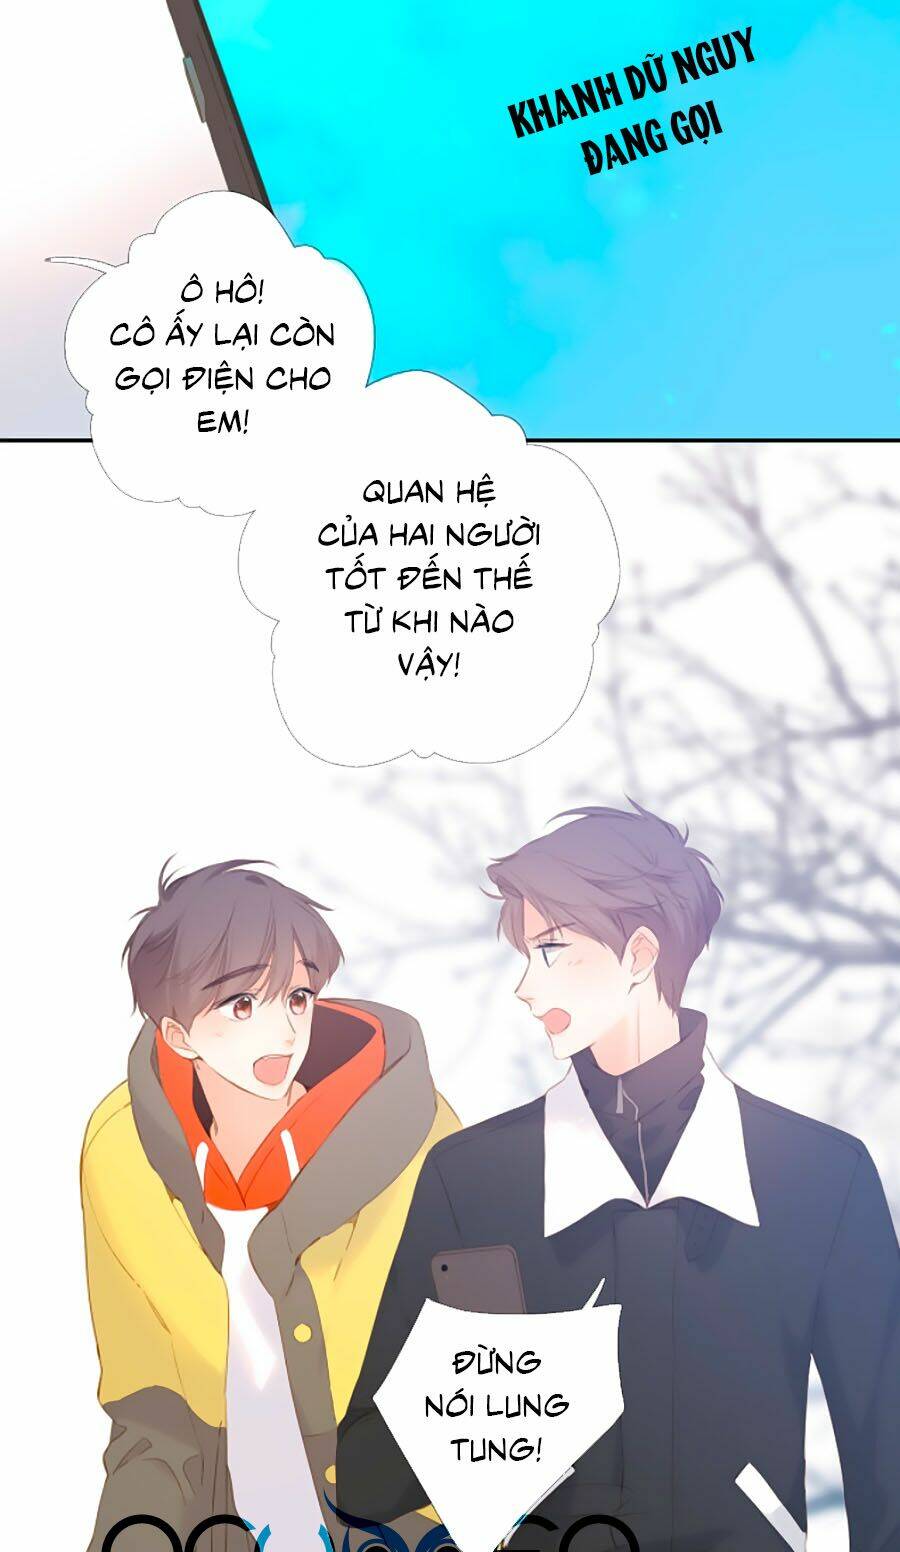 KHANH DỮ NGUY
ĐANG GỌI
Ô HÔ!
CÔ ẤY LẠI CÒN
GỌI ĐIỆN CHO
EM!
QUAN HỆ
CỦA HAI NGƯỜI
TỐT ĐẾN THẾ
TỪ KHI NÀO
VẬY!
ĐỪNG
NÓI LUNG
TUNG!